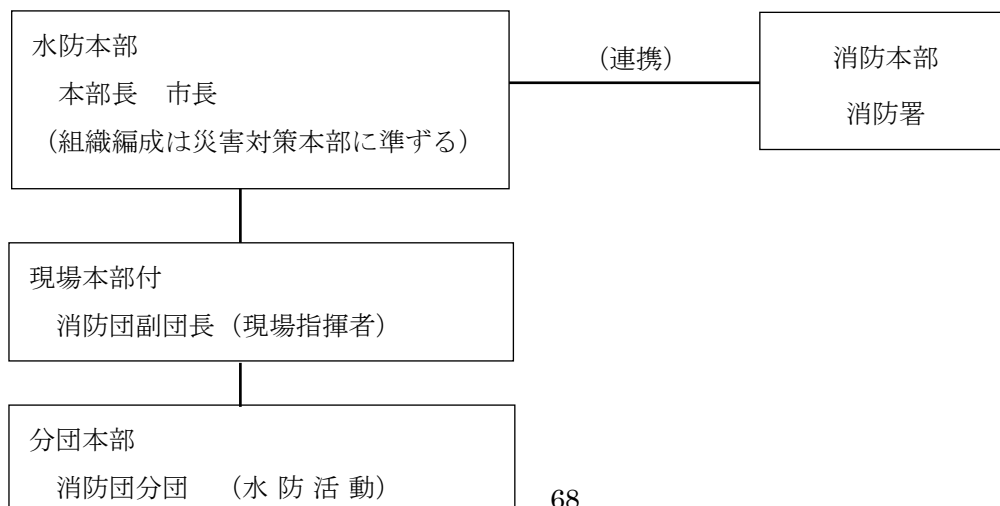 水防本部
本部長　市長
（組織編成は災害対策本部に準ずる）
（連携）
消防本部
消防署
現場本部付
消防団副団長（現場指揮者）
分団本部
消防団分団　（水 防 活 動）
68